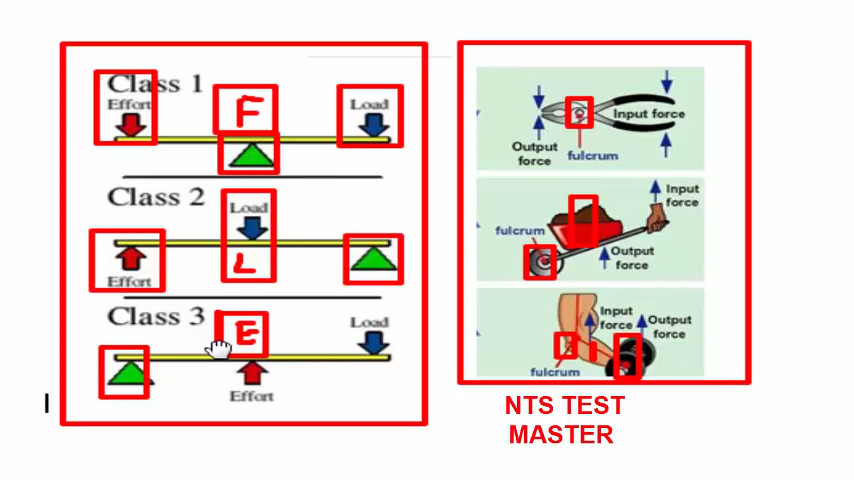 Class 1
Effort
F
Load
Class 2
Load
L
Effort
Class 3
E
Load
Effort
Input force
Output
force
fulcrum
Input
force
fulcrum
Output
force
Input
force
Output
force
fulcrum
NTS TEST
MASTER